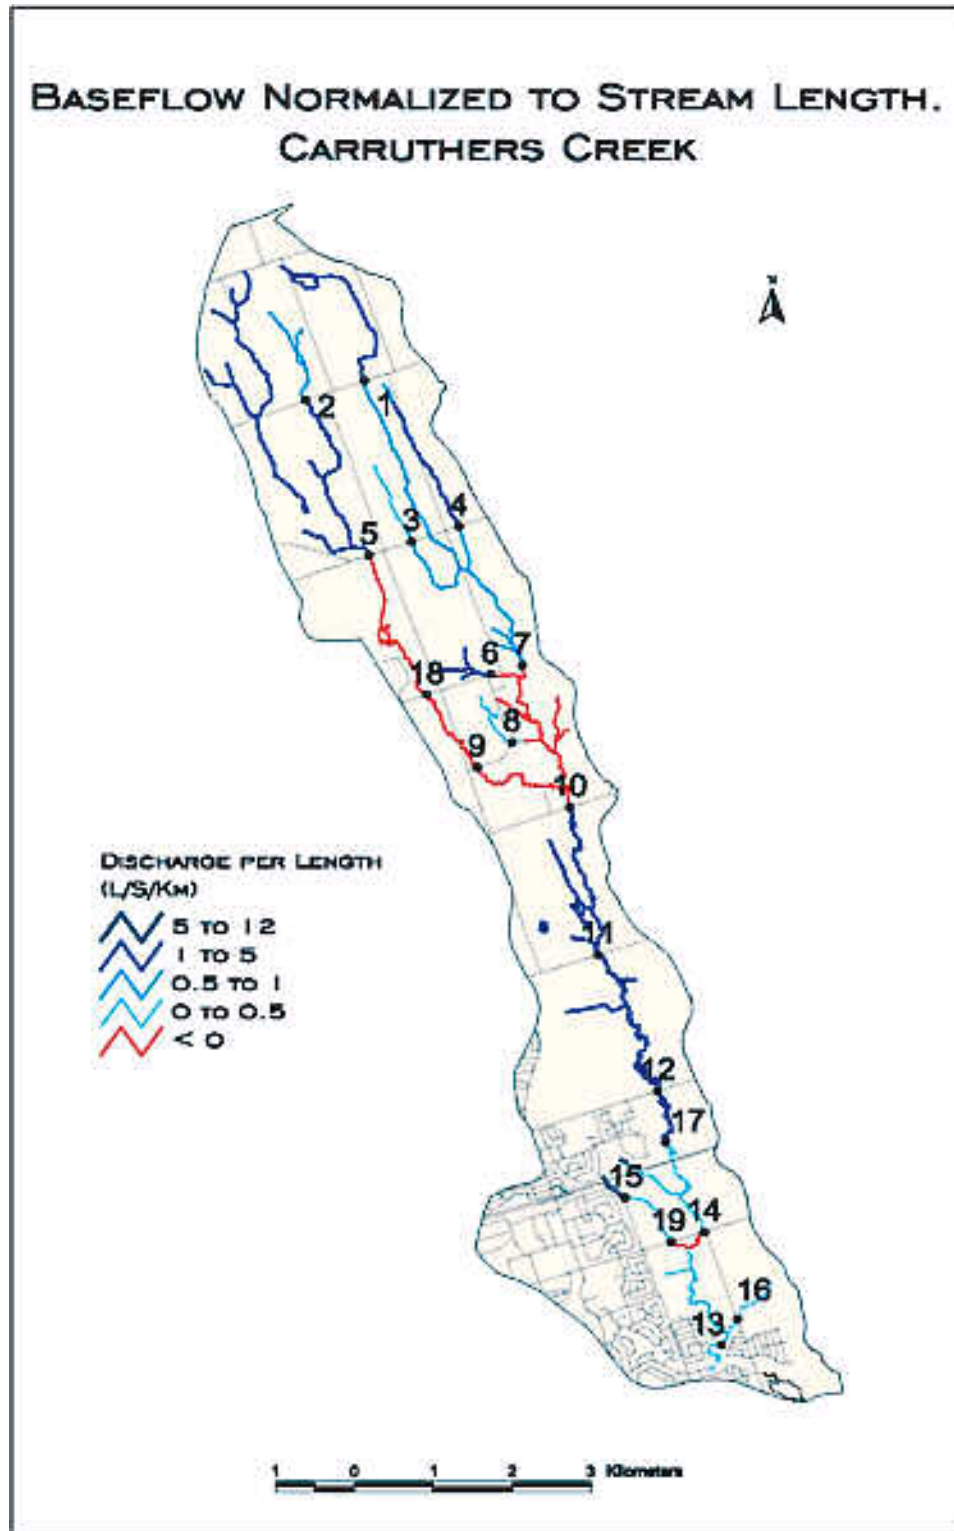 BASEFLOW NORMALIZED TO STREAM LENGTH.
CARRUTHERS CREEK
N
1
2
4
3
5
7
6
18
8
9
10
11
12
17
15
14
19
16
13
DISCHARGE PER LENGTH
(L/S/KM)
5 TO 12
1 TO 5
0.5 TO 1
0 TO 0.5
< 0
1 0 1 2 3 Kilometers